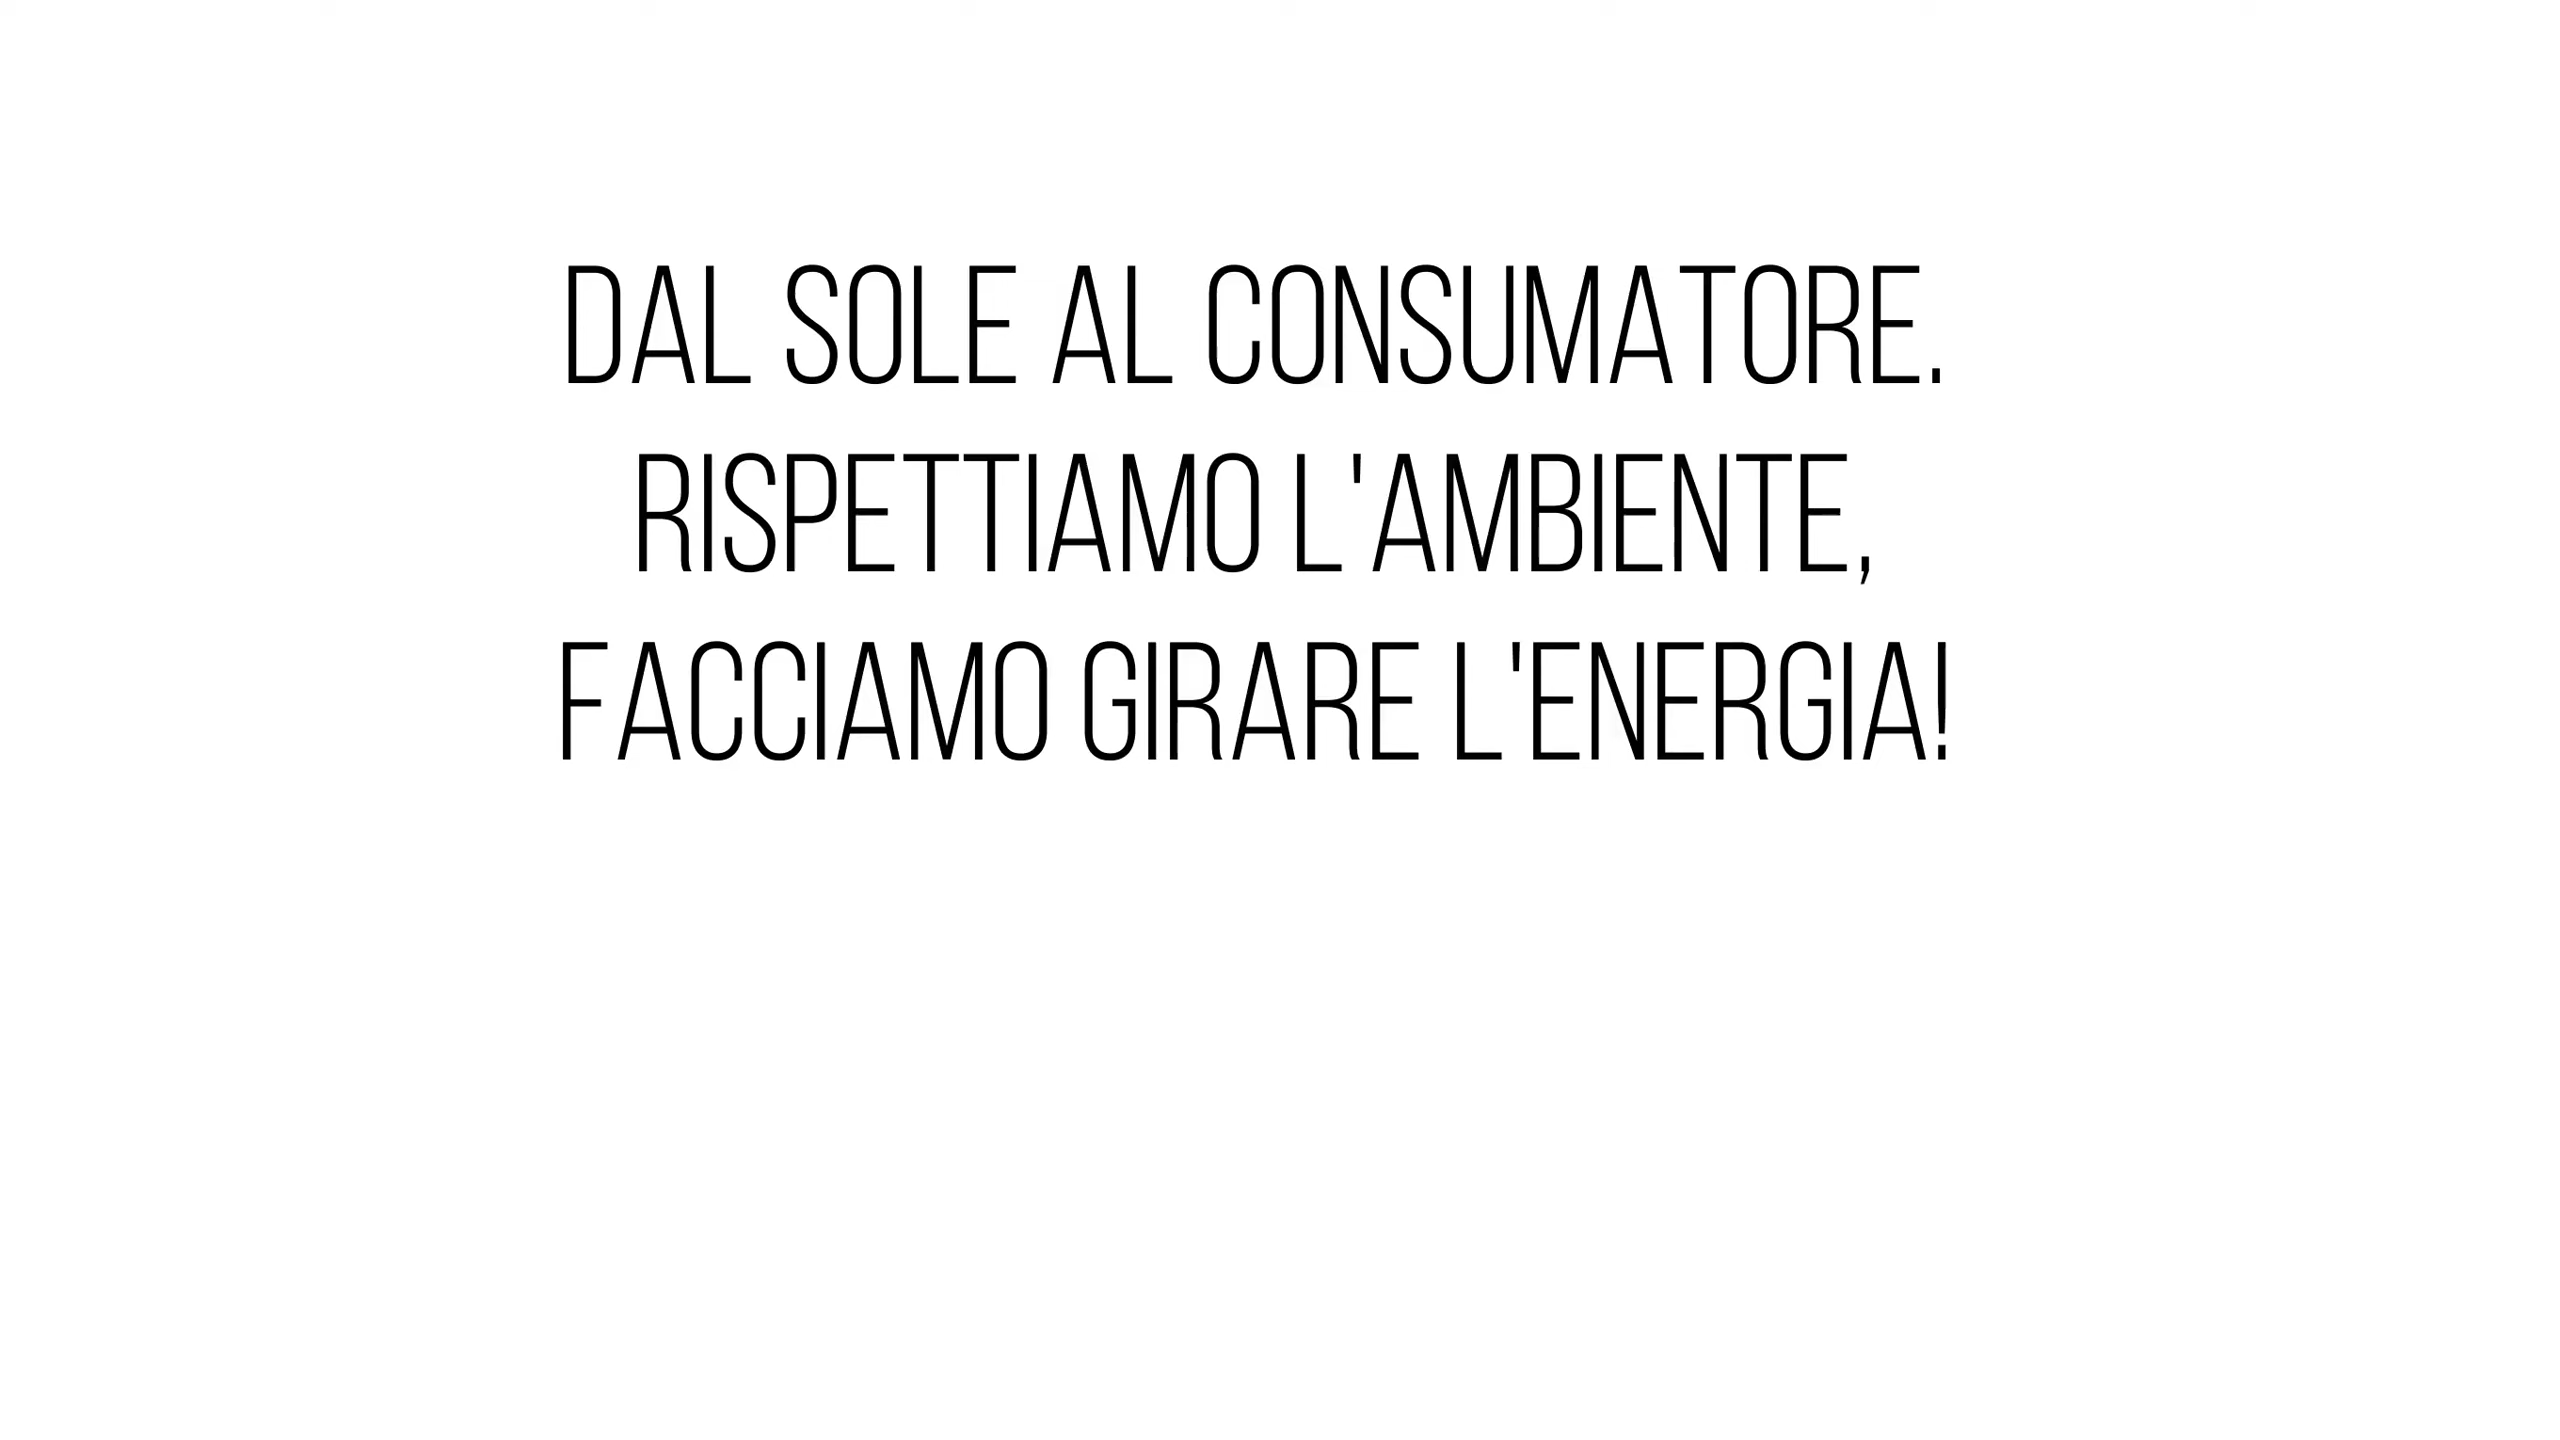 DAL SOLE AL CONSUMATORE.
RISPETTIAMO L'AMBIENTE,
FACCIAMO GIRARE L'ENERGIA!